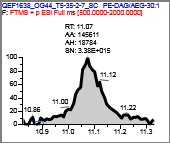 QEF1638_OG44_T5-35-2-7_SC PE-DAG/AEG-30:1
F: FTMS + p ESI Full ms [500.0000-2000.0000]
RT: 11.07
AA: 145611
AH: 18784
SN: 3.38E+015
100
80
60
40
20
0
11.12
11.00
10.86
11.22
10.9 11.0 11.1 11.2 11.3